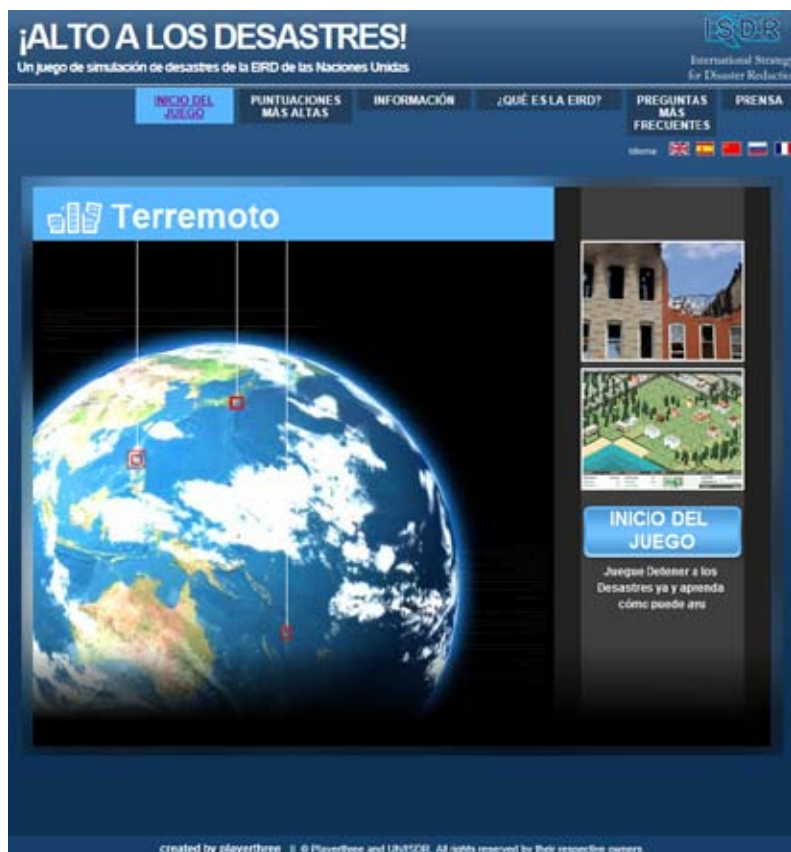 ¡ALTO A LOS DESASTRES!
Un juego de simulación de desastres de la EIRD de las Naciones Unidas
ISDR
International Strategy
for Disaster Reduction
INICIO DEL
JUEGO
PUNTUACIONES
MÁS ALTAS
INFORMACIÓN
¿QUÉ ES LA EIRD?
PREGUNTAS
MÁS
FRECUENTES
PRENSA
Idioma
Terremoto
INICIO DEL
JUEGO
Juegue Detener a los
Desastres ya y aprenda
cómo puede ayu
created by playerthree || © Playerthree and UN/ISDR. All rights reserved by their respective owners